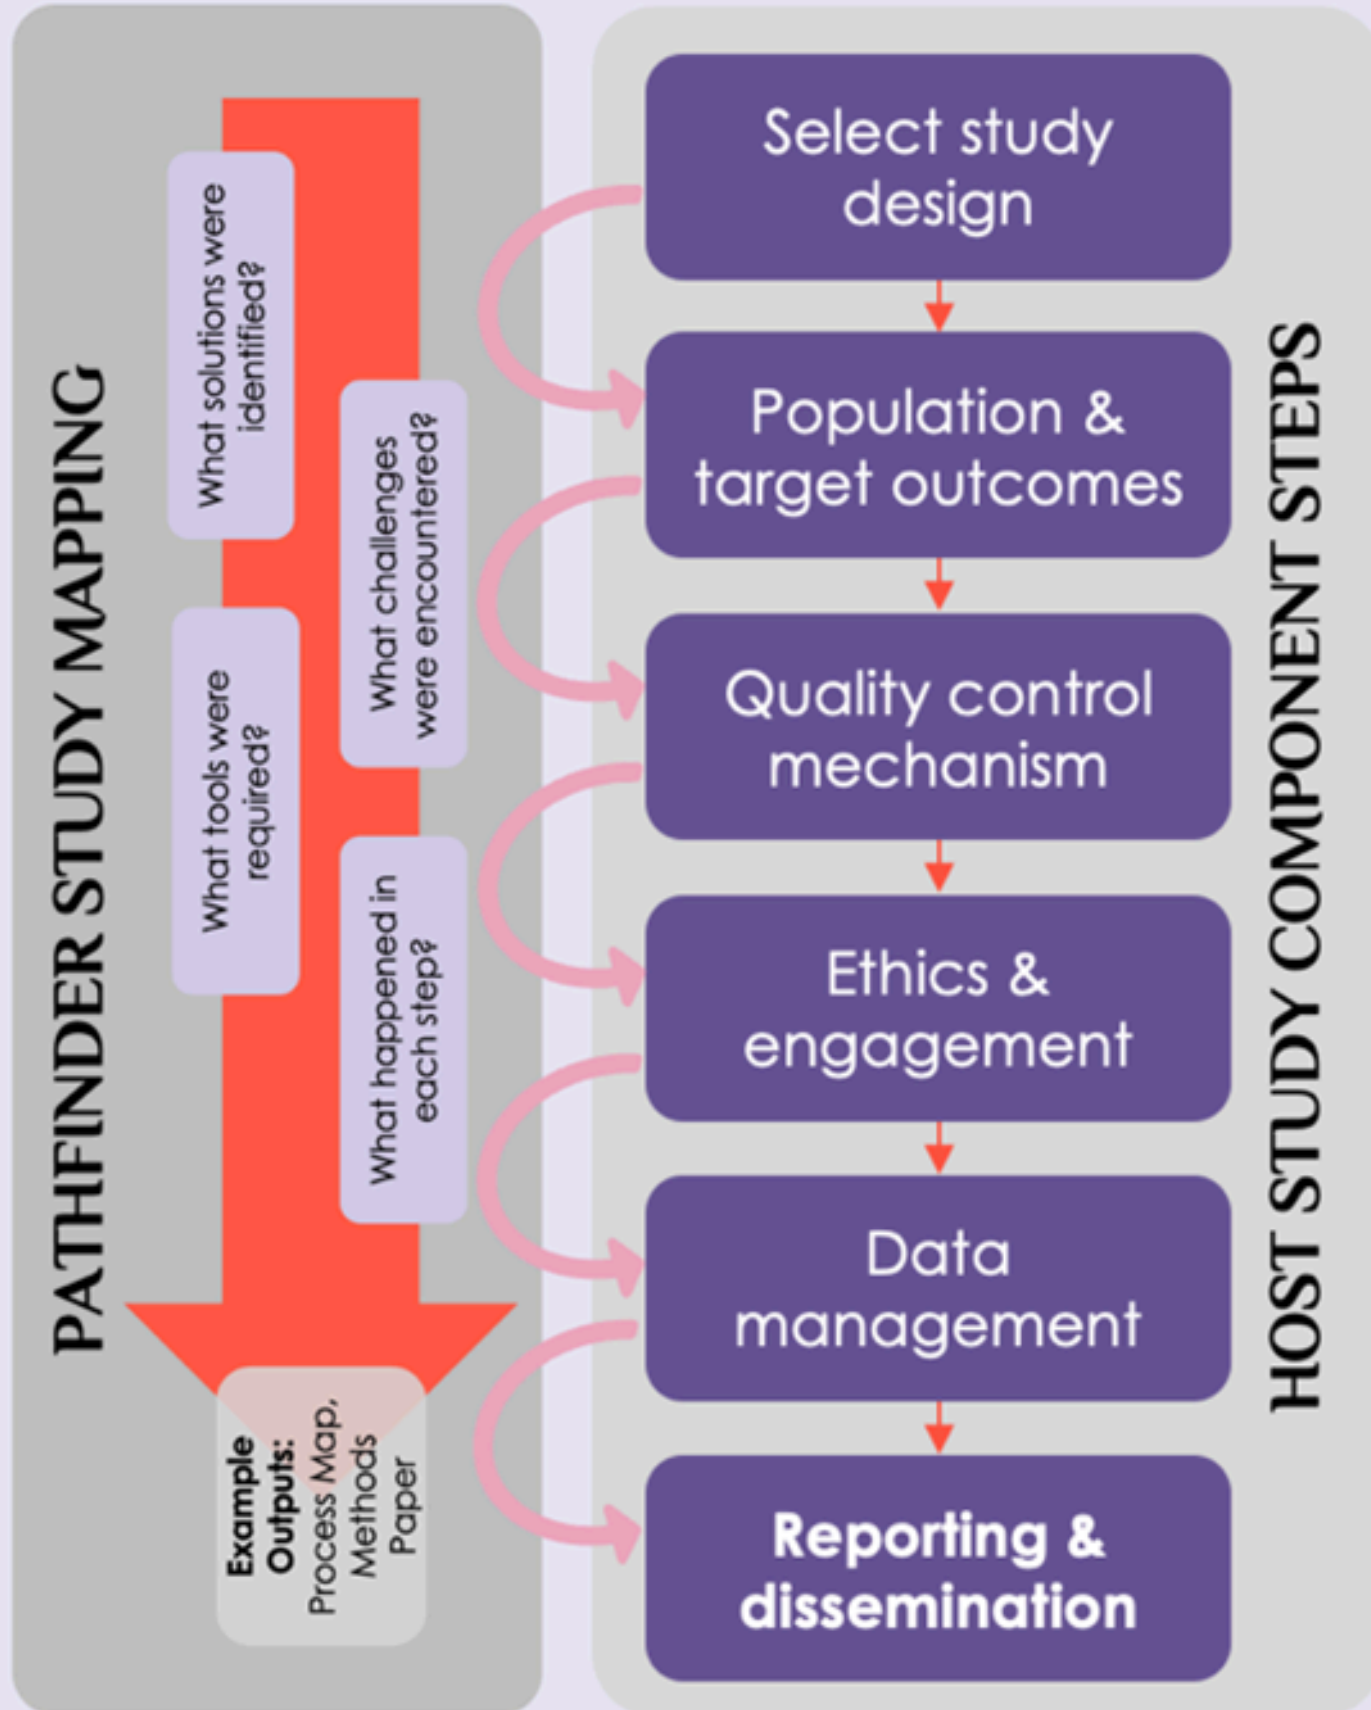 PATHFINDER STUDY MAPPING
What solutions were
identified?
What challenges
were encountered?
What tools were
required?
What happened in
each step?
Example
Outputs:
Process Map,
Methods
Paper
Select study
design
Population &
target outcomes
Quality control
mechanism
Ethics &
engagement
Data
management
Reporting &
dissemination
HOST STUDY COMPONENT STEPS